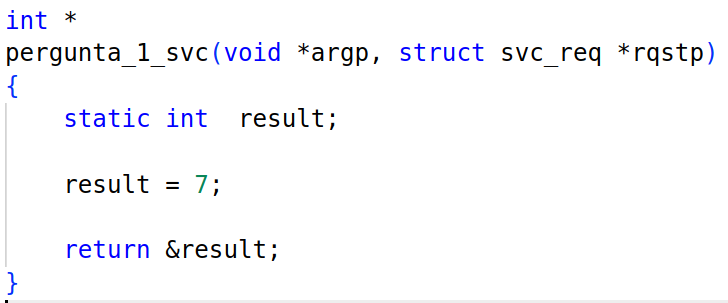 int *
pergunta_1_svc(void *argp, struct svc_req *rqstp)
{
    static int  result;
    result = 7;
    return &result;
}